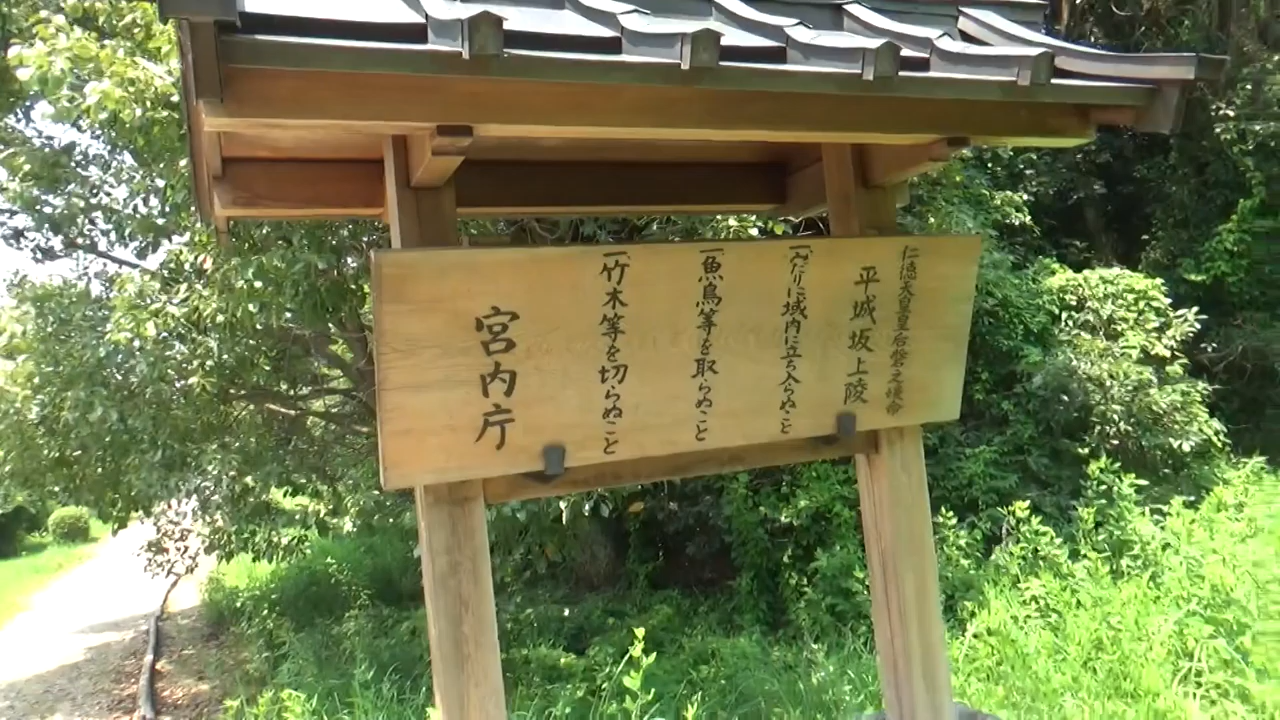 仁徳天皇皇后磐之媛命
平城坂上陵
一、みだりに域内に立ち入らぬこと
一、魚鳥等を取らぬこと
一、竹木等を切らぬこと
宮内庁